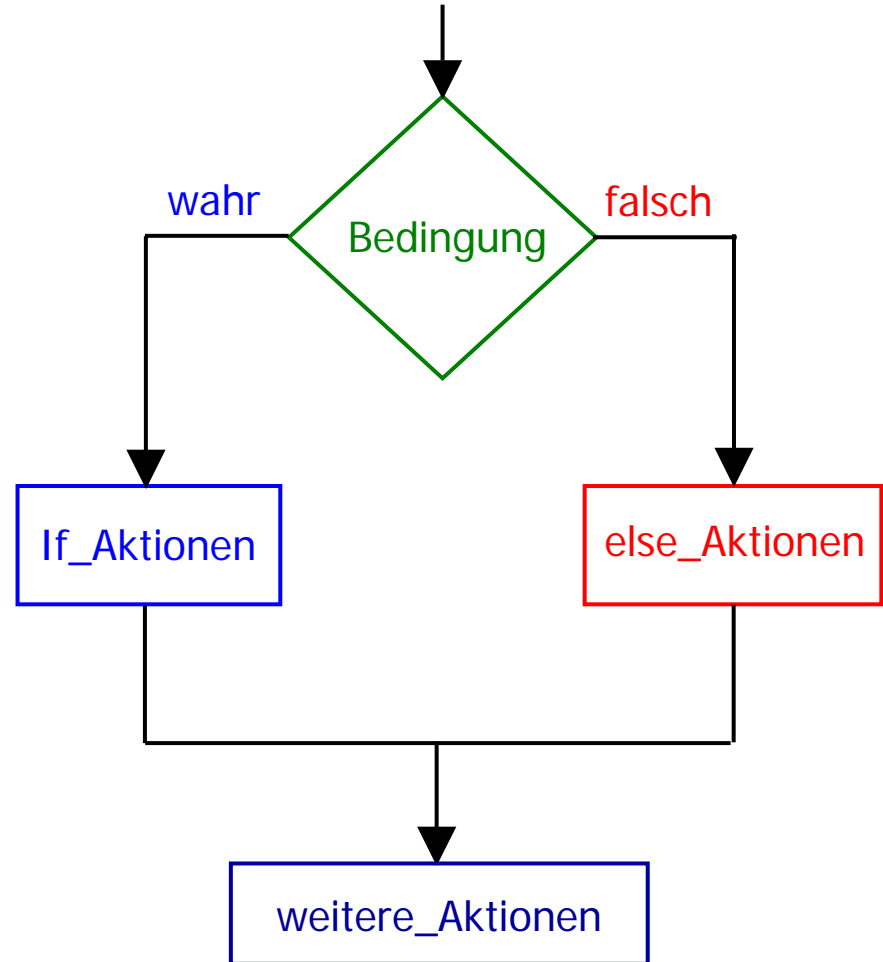 wahr
falsch
Bedingung
If_Aktionen
else_Aktionen
weitere_Aktionen